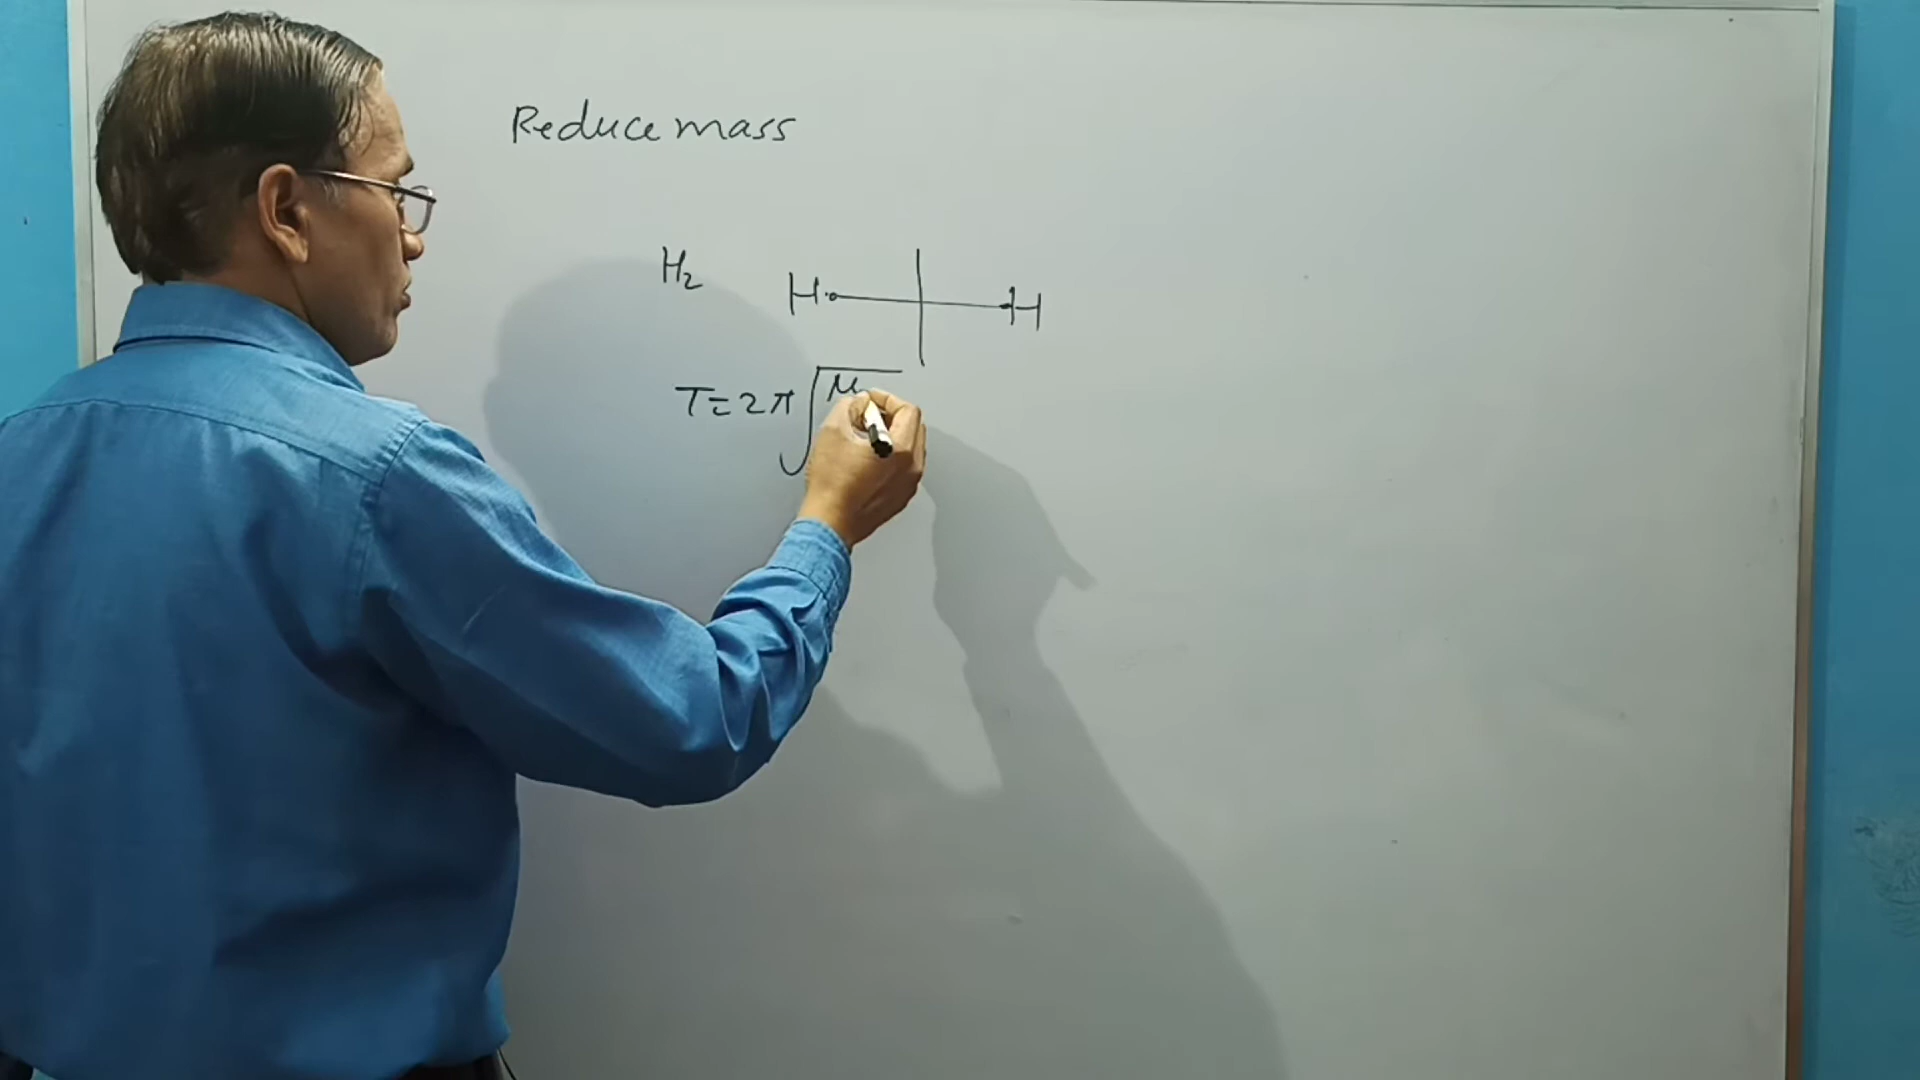 Reduce mass
H₂ H H
T = 2π √μ